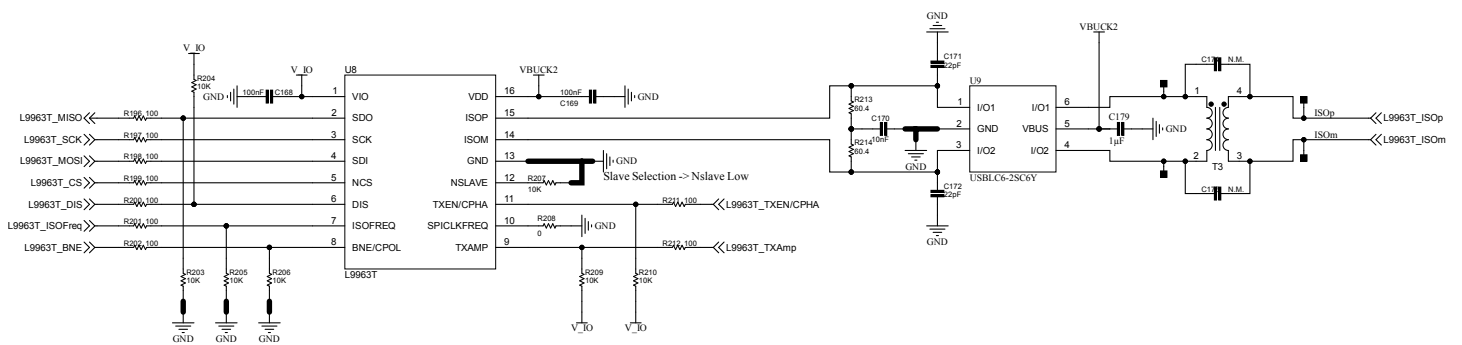 GND
C171
22pF
VBUCK2
C17
N.M.
V_IO
R204
10K
V_IO
U8
VBUCK2
U9
GND
100nF
C168
1
VIO
VDD
16
100nF
C169
GND
R213
60.4
1
I/O1
I/O1
6
1
4
L9963T_MISO
R196
100
2
SDO
ISOP
15
C170
10nF
2
GND
VBUS
5
C179
1µF
GND
ISOp
L9963T_ISOp
L9963T_SCK
R197
100
3
SCK
ISOM
14
R214
60.4
GND
3
I/O2
I/O2
4
2
3
T3
ISOm
L9963T_ISOm
L9963T_MOSI
R198
100
4
SDI
GND
13
GND
USBLC6-2SC6Y
L9963T_CS
R199
100
5
NCS
NSLAVE
12
R207
10K
Slave Selection -> Nslave Low
C172
22pF
C17
N.M.
L9963T_DIS
R200
100
6
DIS
TXEN/CPHA
11
R211
100
L9963T_TXEN/CPHA
L9963T_ISOFreq
R201
100
7
ISOFREQ
SPICLKFREQ
10
R208
0
GND
GND
L9963T_BNE
R202
100
8
BNE/CPOL
TXAMP
9
R212
100
L9963T_TXAmp
L9963T
R203
10K
R205
10K
R206
10K
R209
10K
R210
10K
GND
GND
GND
V_IO
V_IO